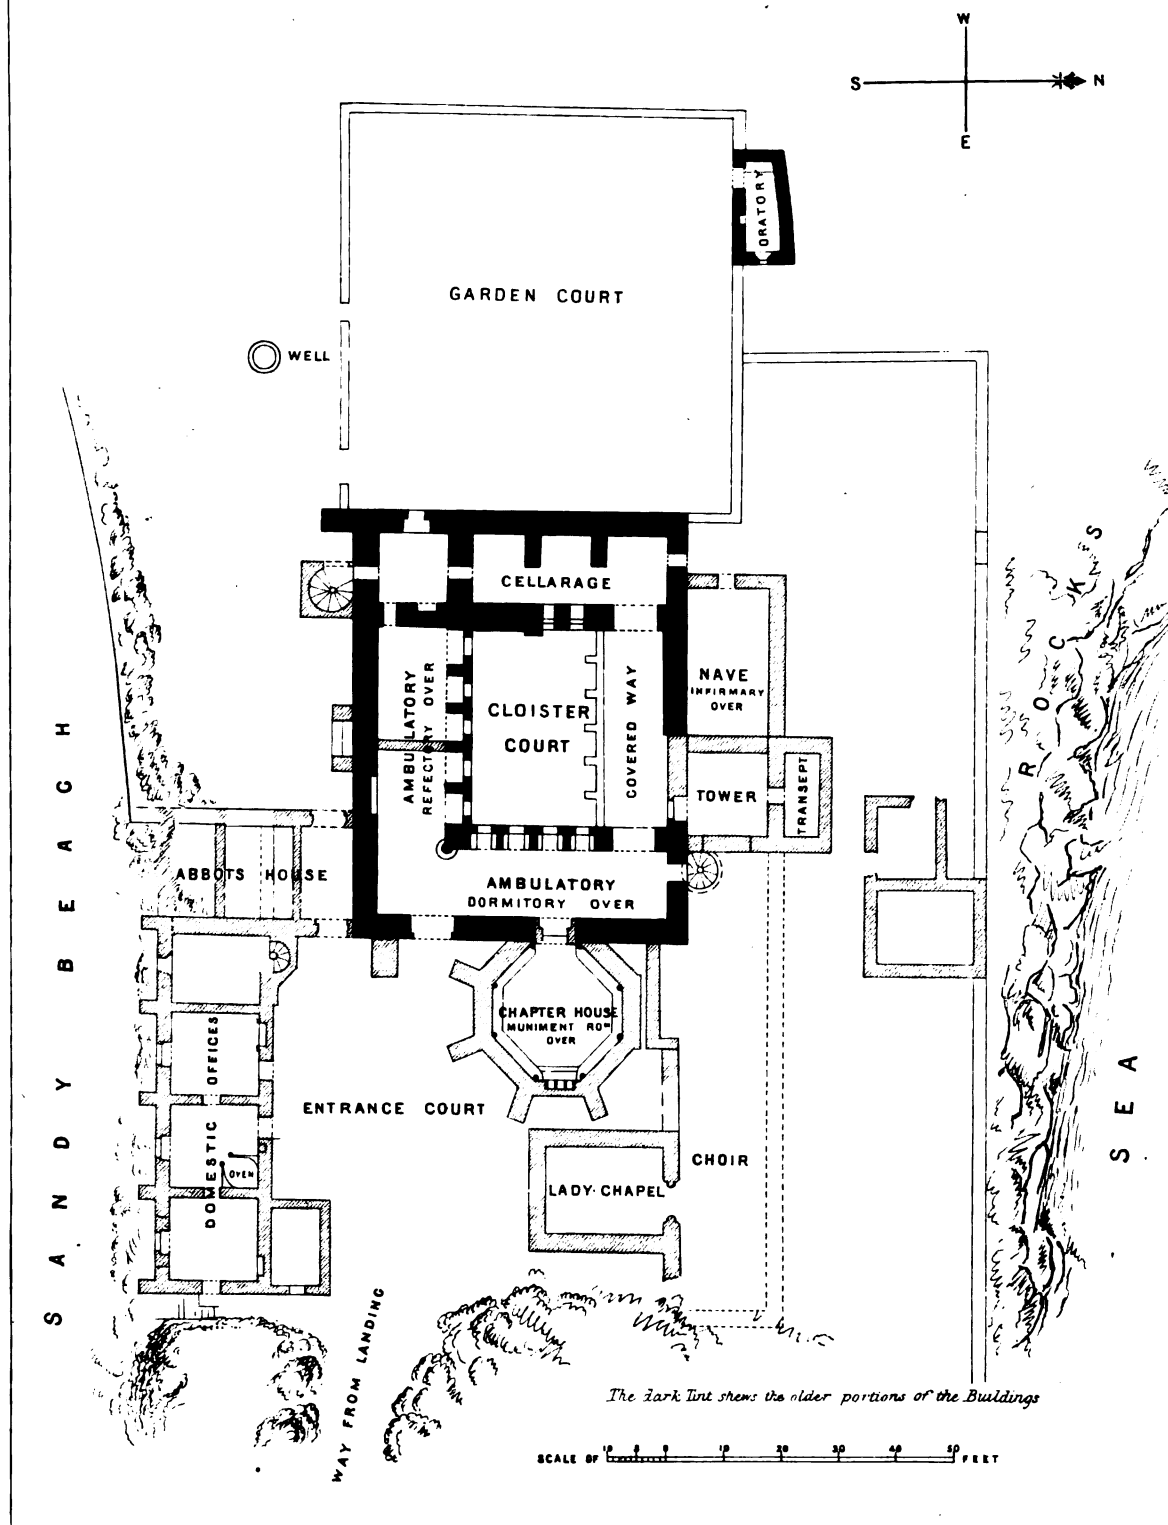 W
S N
E
ORATORY
GARDEN COURT
WELL
CELLARAGE
ROCKS
NAVE
INFIRMARY
OVER
AMBULATORY
REFECTORY OVER
CLOISTER
COURT
COVERED WAY
TOWER
TRANSEPT
ABBOTS HOUSE
AMBULATORY
DORMITORY OVER
SANDY BEACH
CHAPTER HOUSE
MUNIMENT ROM
OVER
DOMESTIC OFFICES
OVEN
ENTRANCE COURT
CHOIR
LADY-CHAPEL
SEA
WAY FROM LANDING
The dark Tint shews the older portions of the Buildings
SCALE OF 10 5 0 10 20 30 40 50 FEET